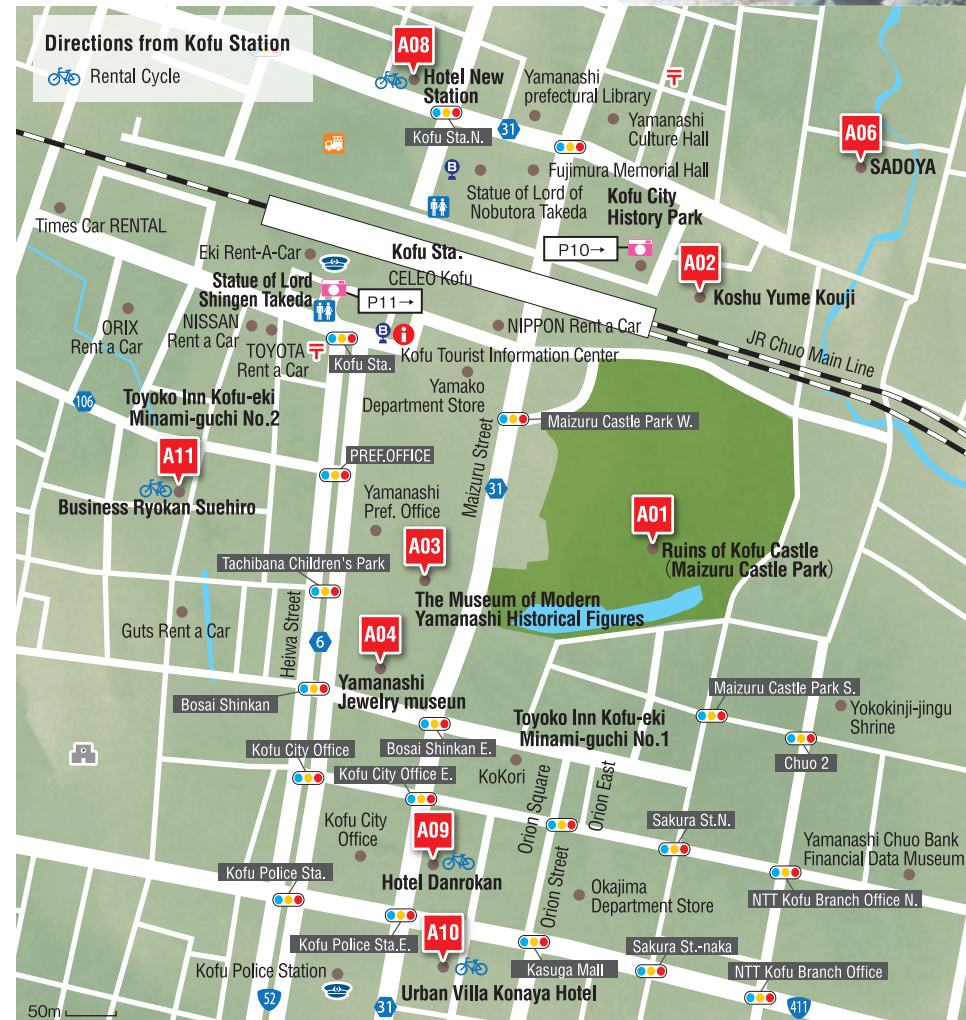 Directions from Kofu Station
Rental Cycle
A08
Hotel New
Station
Yamanashi
prefectural Library
Kofu Sta.N.
31
Yamanashi
Culture Hall
A06
SADOYA
B
Fujimura Memorial Hall
Statue of Lord of
Nobutora Takeda
Kofu City
History Park
Times Car RENTAL
Eki Rent-A-Car
Kofu Sta.
CELEO Kofu
P10→
A02
Koshu Yume Kouji
Statue of Lord
Shingen Takeda
P11→
ORIX
Rent a Car
NISSAN
Rent a Car
TOYOTA
Rent a Car
Kofu Sta.
B
i
Kofu Tourist Information Center
NIPPON Rent a Car
JR Chuo Main Line
Yamako
Department Store
106
Toyoko Inn Kofu-eki
Minami-guchi No.2
Maizuru Street
Maizuru Castle Park W.
A11
Business Ryokan Suehiro
PREF.OFFICE
31
Yamanashi
Pref. Office
A01
Ruins of Kofu Castle
(Maizuru Castle Park)
A03
The Museum of Modern
Yamanashi Historical Figures
Tachibana Children's Park
Guts Rent a Car
Heiwa Street
6
A04
Yamanashi
Jewelry museun
Bosai Shinkan
Bosai Shinkan E.
Toyoko Inn Kofu-eki
Minami-guchi No.1
Maizuru Castle Park S.
Yokokinji-jingu
Shrine
Chuo 2
Kofu City Office
Kofu City Office E.
KoKori
Orion Square
Orion East
Sakura St.N.
Kofu City
Office
A09
Hotel Danrokan
Yamanashi Chuo Bank
Financial Data Museum
NTT Kofu Branch Office N.
Kofu Police Sta.
Orion Street
Okajima
Department Store
Kofu Police Sta.E.
A10
Urban Villa Konaya Hotel
Kasuga Mall
Sakura St.-naka
NTT Kofu Branch Office
Kofu Police Station
52
31
411
50m